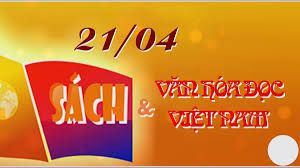 21/04
SÁCH
&
VĂN HÓA ĐỌC
VIỆT NAM